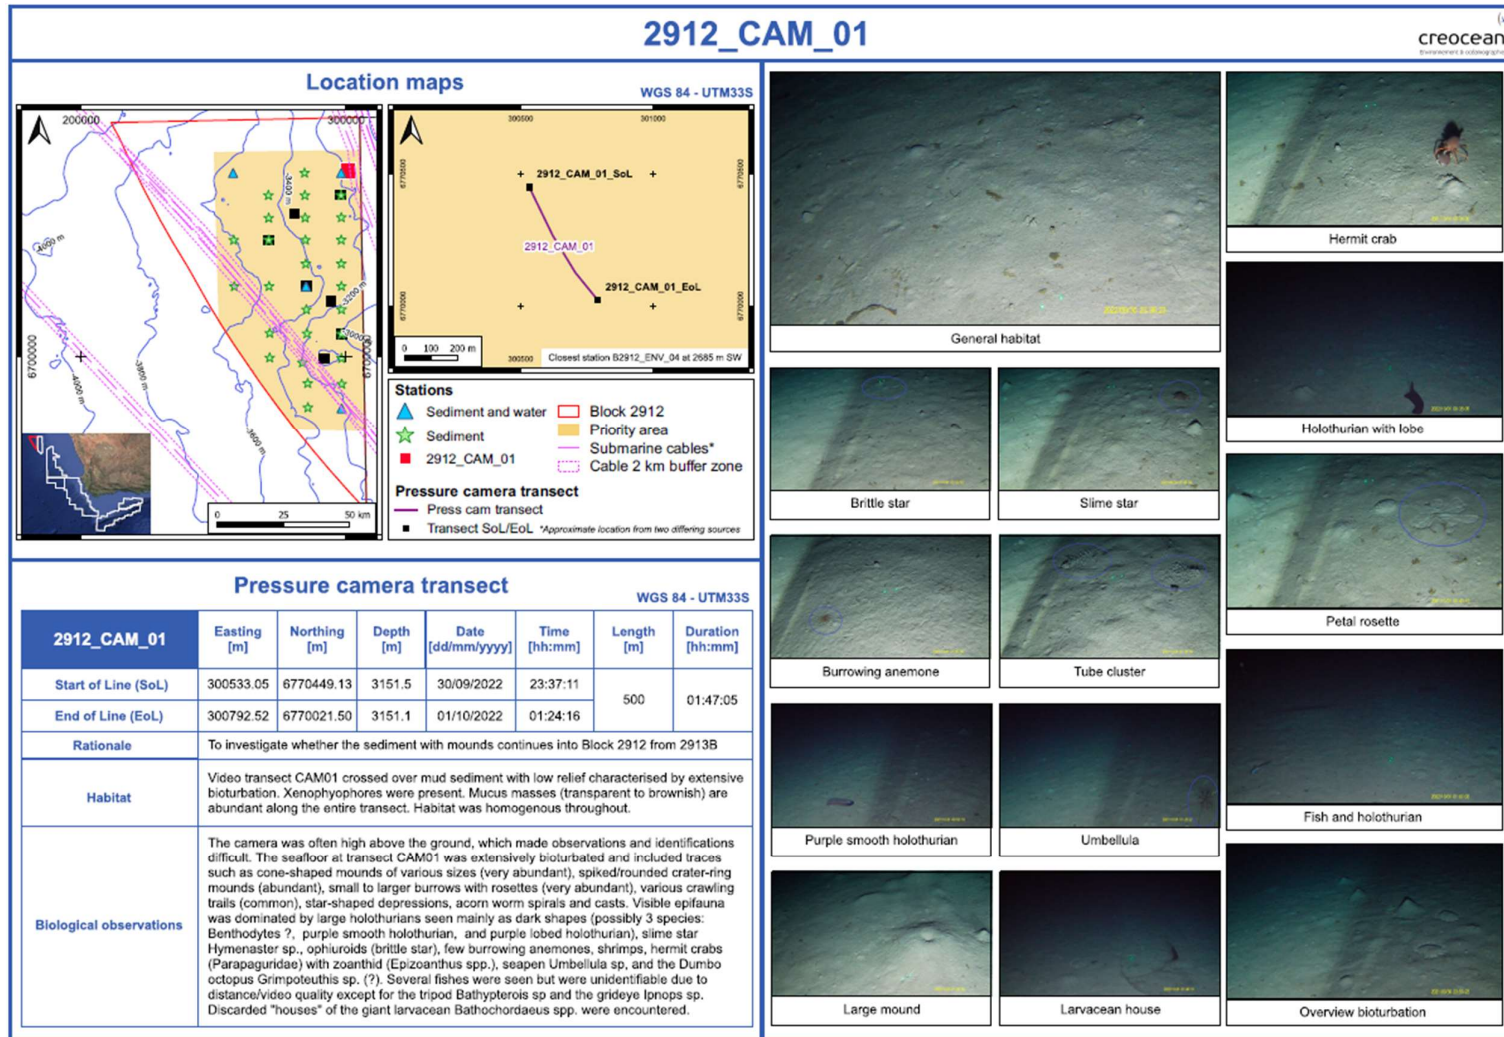 2912_CAM_01
creocean
Environnement & océanographie
Location maps
WGS 84 - UTM33S
200000
300000
6700000
6700000
-4000 m
-4000 m
-3800 m
-3600 m
-3400 m
-3200 m
0 25 50 km
300500
301000
6770500
6770500
6770000
6770000
2912_CAM_01_SoL
2912_CAM_01
2912_CAM_01_EoL
0 100 200 m
300500
301000
Closest station B2912_ENV_04 at 2685 m SW
Stations
Sediment and water
Sediment
2912_CAM_01
Block 2912
Priority area
Submarine cables*
Cable 2 km buffer zone
Pressure camera transect
Press cam transect
Transect SoL/EoL *Approximate location from two differing sources
Pressure camera transect
WGS 84 - UTM33S
2912_CAM_01 Easting [m] Northing [m] Depth [m] Date [dd/mm/yyyy] Time [hh:mm] Length [m] Duration [hh:mm]
Start of Line (SoL) 300533.05 6770449.13 3151.5 30/09/2022 23:37:11 500 01:47:05
End of Line (EoL) 300792.52 6770021.50 3151.1 01/10/2022 01:24:16
Rationale
To investigate whether the sediment with mounds continues into Block 2912 from 2913B
Habitat
Video transect CAM01 crossed over mud sediment with low relief characterised by extensive
bioturbation. Xenophyophores were present. Mucus masses (transparent to brownish) are
abundant along the entire transect. Habitat was homogenous throughout.
Biological observations
The camera was often high above the ground, which made observations and identifications
difficult. The seafloor at transect CAM01 was extensively bioturbated and included traces
such as cone-shaped mounds of various sizes (very abundant), spiked/rounded crater-ring
mounds (abundant), small to larger burrows with rosettes (very abundant), various crawling
trails (common), star-shaped depressions, acorn worm spirals and casts. Visible epifauna
was dominated by large holothurians seen mainly as dark shapes (possibly 3 species:
Benthodytes ?, purple smooth holothurian, and purple lobed holothurian), slime star
Hymenaster sp., ophiuroids (brittle star), few burrowing anemones, shrimps, hermit crabs
(Parapaguridae) with zoanthid (Epizoanthus spp.), seapen Umbellula sp, and the Dumbo
octopus Grimpoteuthis sp. (?). Several fishes were seen but were unidentifiable due to
distance/video quality except for the tripod Bathypterois sp and the grideye Ipnops sp.
Discarded "houses" of the giant larvacean Bathochordaeus spp. were encountered.
General habitat
Hermit crab
Holothurian with lobe
Brittle star
Slime star
Petal rosette
Burrowing anemone
Tube cluster
Fish and holothurian
Purple smooth holothurian
Umbellula
Large mound
Larvacean house
Overview bioturbation